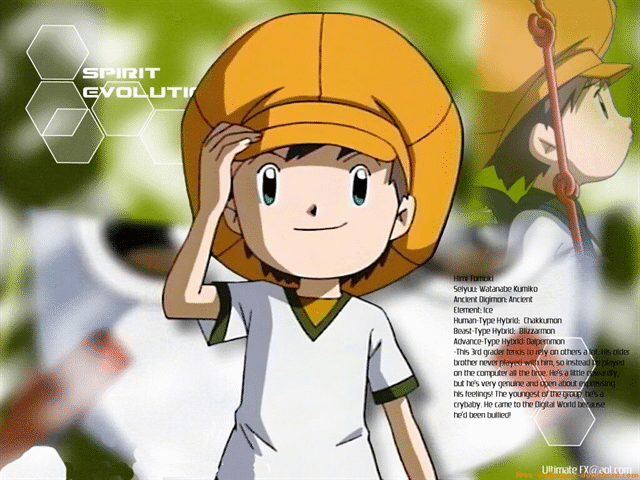 SPIRIT
EVOLUTIO
Himi Tomoki
Seiyuu: Watanabe Kumiko
Ancient Digimon: Ancient
Element: Ice
Human-Type Hybrid: Chakkumon
Beast-Type Hybrid: Blizzarmon
Advance-Type Hybrid: Daipenmon
-This 3rd grader tends to rely on others a lot. His older
brother never played with him, so instead he played
on the computer all the time. He's a little cowardly,
but he's very genuine and open about expressing
his feelings! The youngest of the group, he's a
crybaby. He came to the Digital World because
he'd been bullied!
Ultimate FX@aol.com